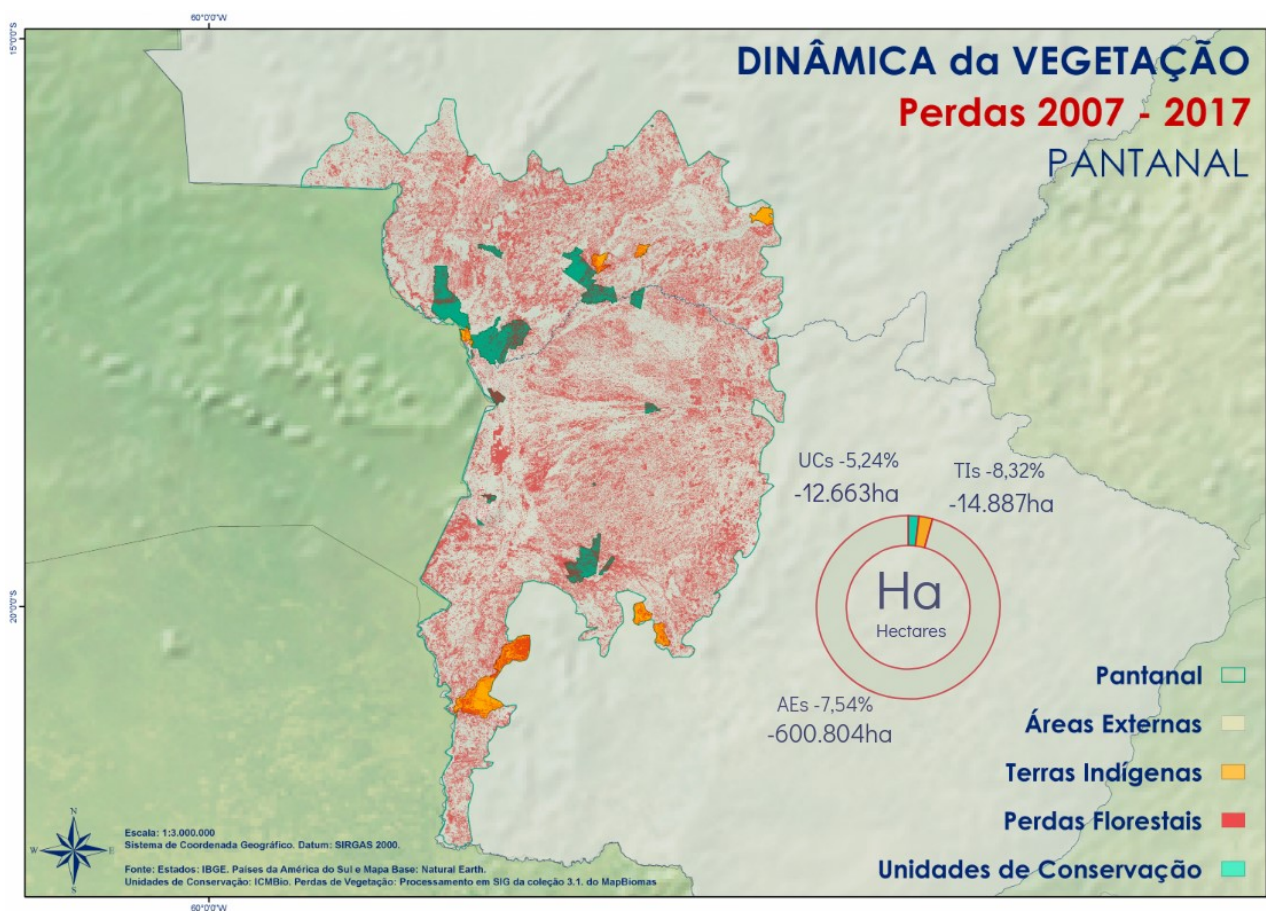 60°0'0"W
15°0'0"S
DINÂMICA da VEGETAÇÃO
Perdas 2007 - 2017
PANTANAL
UCs -5,24%
-12.663ha
TIs -8,32%
-14.887ha
Ha
Hectares
AEs -7,54%
-600.804ha
20°0'0"S
Pantanal
Áreas Externas
Terras Indígenas
Perdas Florestais
Unidades de Conservação
N
W
E
S
Escala: 1:3.000.000
Sistema de Coordenada Geográfico. Datum: SIRGAS 2000.
Fonte: Estados: IBGE. Países da América do Sul e Mapa Base: Natural Earth.
Unidades de Conservação: ICMBio. Perdas de Vegetação: Processamento em SIG da coleção 3.1. do MapBiomas
60°0'0"W